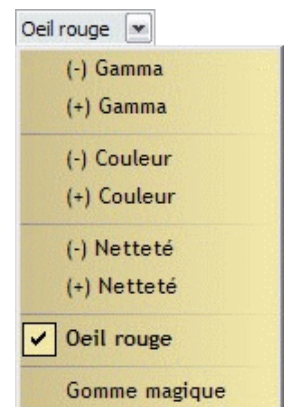 Oeil rouge
(-) Gamma
(+) Gamma
(-) Couleur
(+) Couleur
(-) Netteté
(+) Netteté
Oeil rouge
Gomme magique